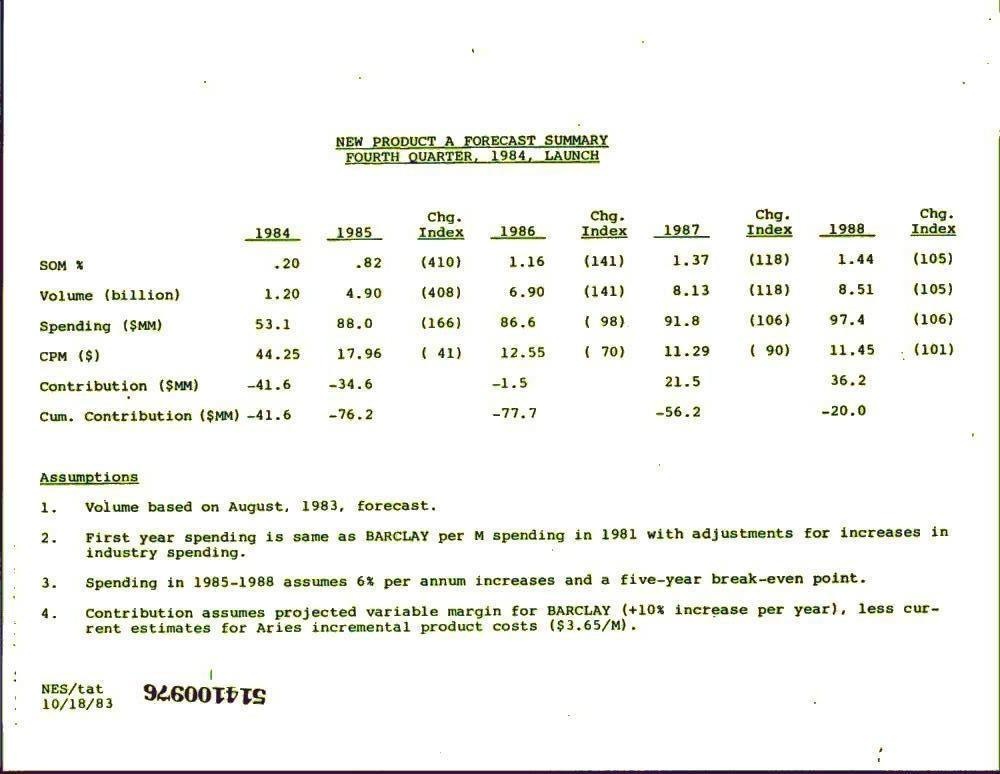 NEW PRODUCT A FORECAST SUMMARY
FOURTH QUARTER, 1984, LAUNCH
Chg. Chg. Chg. Chg.
1984 1985 Index 1986 Index 1987 Index 1988 Index
SOM % .20 .82 (410) 1.16 (141) 1.37 (118) 1.44 (105)
Volume (billion) 1.20 4.90 (408) 6.90 (141) 8.13 (118) 8.51 (105)
Spending ($MM) 53.1 88.0 (166) 86.6 ( 98) 91.8 (106) 97.4 (106)
CPM ($) 44.25 17.96 ( 41) 12.55 ( 70) 11.29 ( 90) 11.45 (101)
Contribution ($MM) -41.6 -34.6 -1.5 21.5 36.2
Cum. Contribution ($MM) -41.6 -76.2 -77.7 -56.2 -20.0
Assumptions
1. Volume based on August, 1983, forecast.
2. First year spending is same as BARCLAY per M spending in 1981 with adjustments for increases in
industry spending.
3. Spending in 1985-1988 assumes 6% per annum increases and a five-year break-even point.
4. Contribution assumes projected variable margin for BARCLAY (+10% increase per year), less cur-
rent estimates for Aries incremental product costs ($3.65/M).
NES/tat
10/18/83
514100976